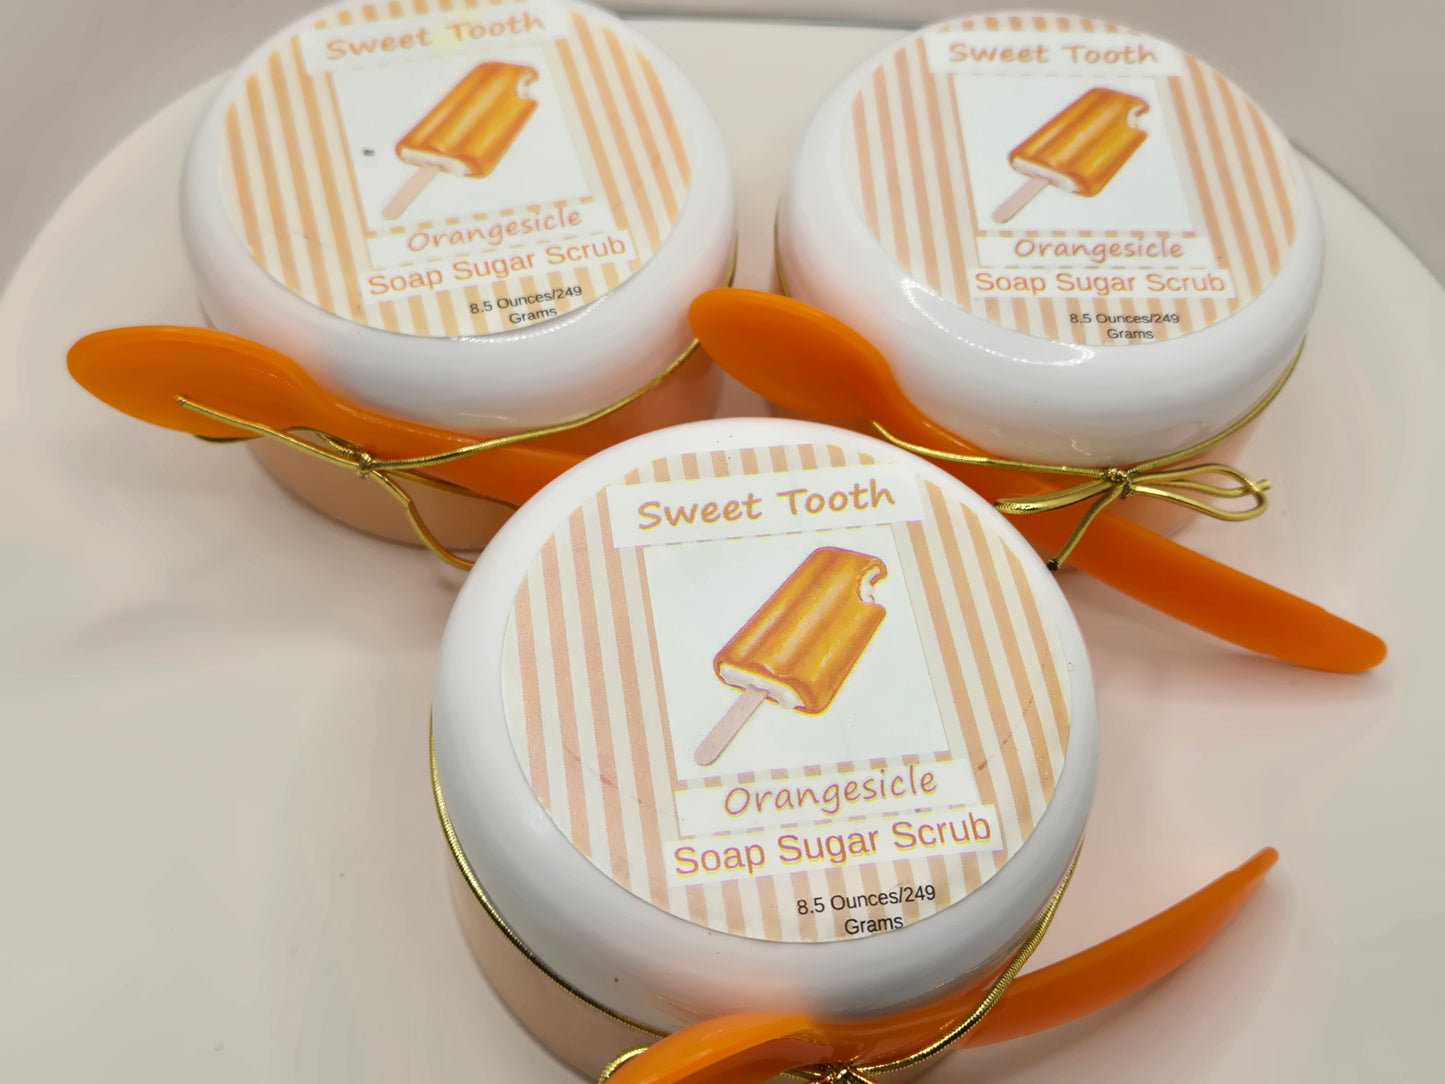 Sweet Tooth
Orangesicle
Soap Sugar Scrub
8.5 Ounces/249
Grams
Sweet Tooth
Orangesicle
Soap Sugar Scrub
8.5 Ounces/249
Grams
Sweet Tooth
Orangesicle
Soap Sugar Scrub
8.5 Ounces/249
Grams